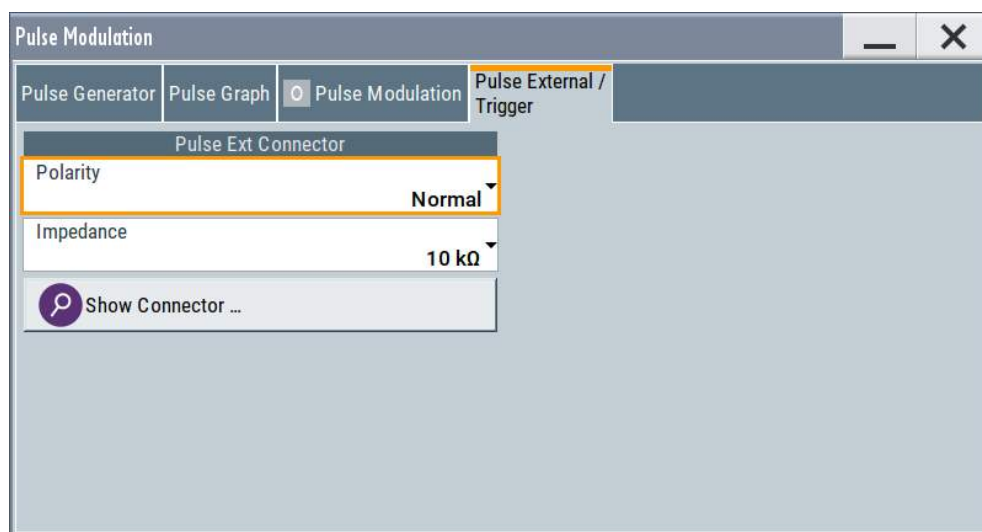 Pulse Modulation
Pulse Generator Pulse Graph O Pulse Modulation Pulse External /
Trigger
Pulse Ext Connector
Polarity
Normal
Impedance
10 kΩ
Show Connector ...